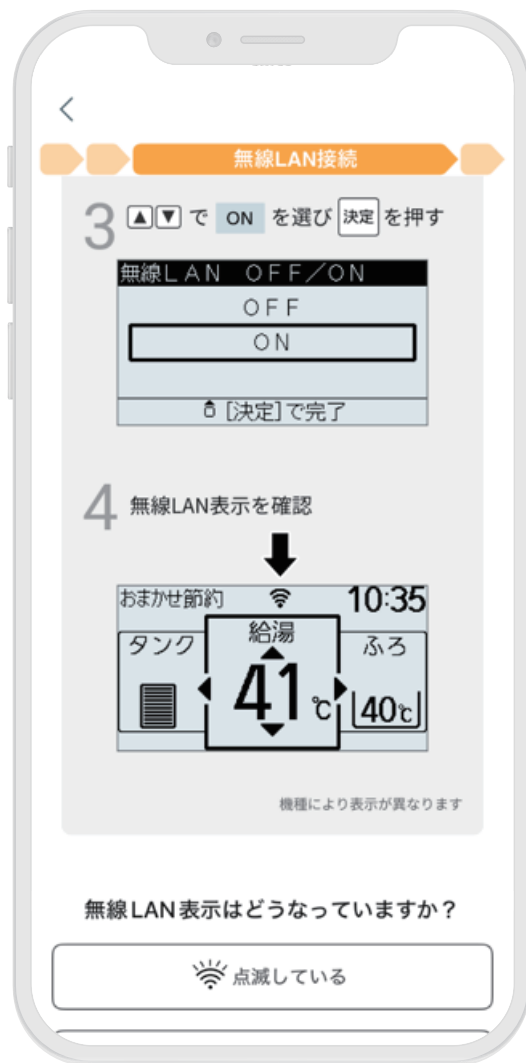 無線LAN接続
3 ▲▼ で ON を選び 決定 を押す
無線LAN OFF／ON
OFF
ON
[決定]で完了
4 無線LAN表示を確認
おまかせ節約 10:35
タンク 給湯 ふろ
41℃ 40℃
機種により表示が異なります
無線LAN表示はどうなっていますか？
点滅している